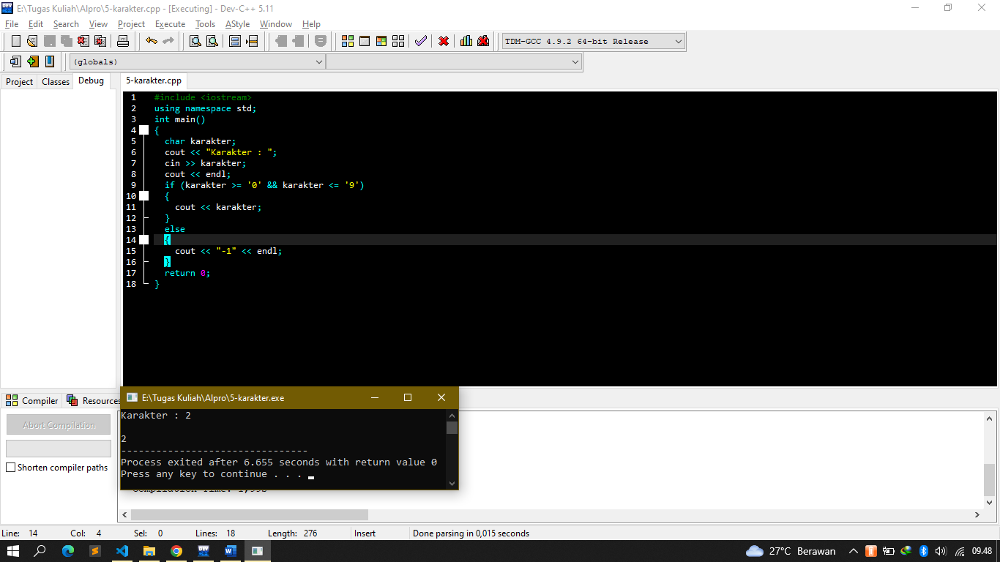 E:\Tugas Kuliah\Alpro\5-karakter.cpp - [Executing] - Dev-C++ 5.11
File Edit Search View Project Execute Tools AStyle Window Help
TDM-GCC 4.9.2 64-bit Release
(globals)
Project Classes Debug
5-karakter.cpp
1 #include <iostream>
2 using namespace std;
3 int main()
4 {
5 char karakter;
6 cout << "Karakter : ";
7 cin >> karakter;
8 cout << endl;
9 if (karakter >= '0' && karakter <= '9')
10 {
11 cout << karakter;
12 }
13 else
14 {
15 cout << "-1" << endl;
16 }
17 return 0;
18 }
Compiler Resources
Abort Compilation
Shorten compiler paths
E:\Tugas Kuliah\Alpro\5-karakter.exe
Karakter : 2
2
--------------------------------
Process exited after 6.655 seconds with return value 0
Press any key to continue . . .
Line: 14 Col: 4 Sel: 0 Lines: 18 Length: 276 Insert Done parsing in 0,015 seconds
27°C Berawan 09.48